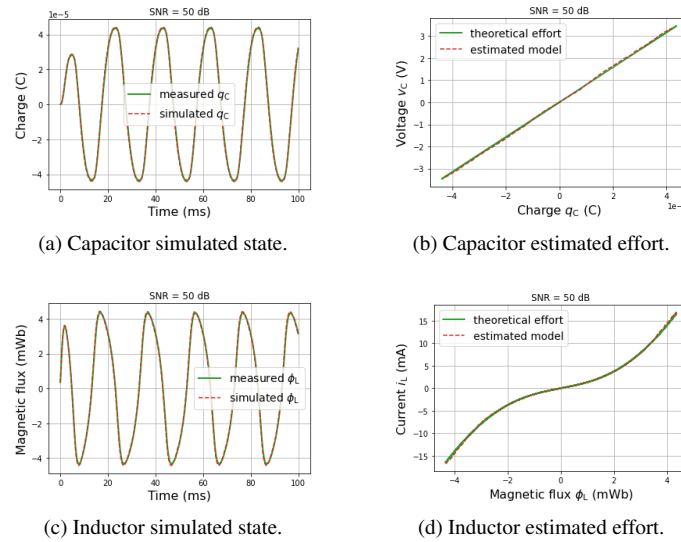 SNR = 50 dB
1e−5
Charge (C)
4
2
0
−2
−4
measured q_C
simulated q_C
0 20 40 60 80 100
Time (ms)
(a) Capacitor simulated state.
SNR = 50 dB
Voltage v_C (V)
3
2
1
0
−1
−2
−3
theoretical effort
estimated model
−4 −2 0 2 4
Charge q_C (C)
(b) Capacitor estimated effort.
SNR = 50 dB
Magnetic flux (mWb)
4
2
0
−2
−4
measured ϕ_L
simulated ϕ_L
0 20 40 60 80 100
Time (ms)
(c) Inductor simulated state.
SNR = 50 dB
Current i_L (mA)
15
10
5
0
−5
−10
−15
theoretical effort
estimated model
−4 −2 0 2 4
Magnetic flux ϕ_L (mWb)
(d) Inductor estimated effort.